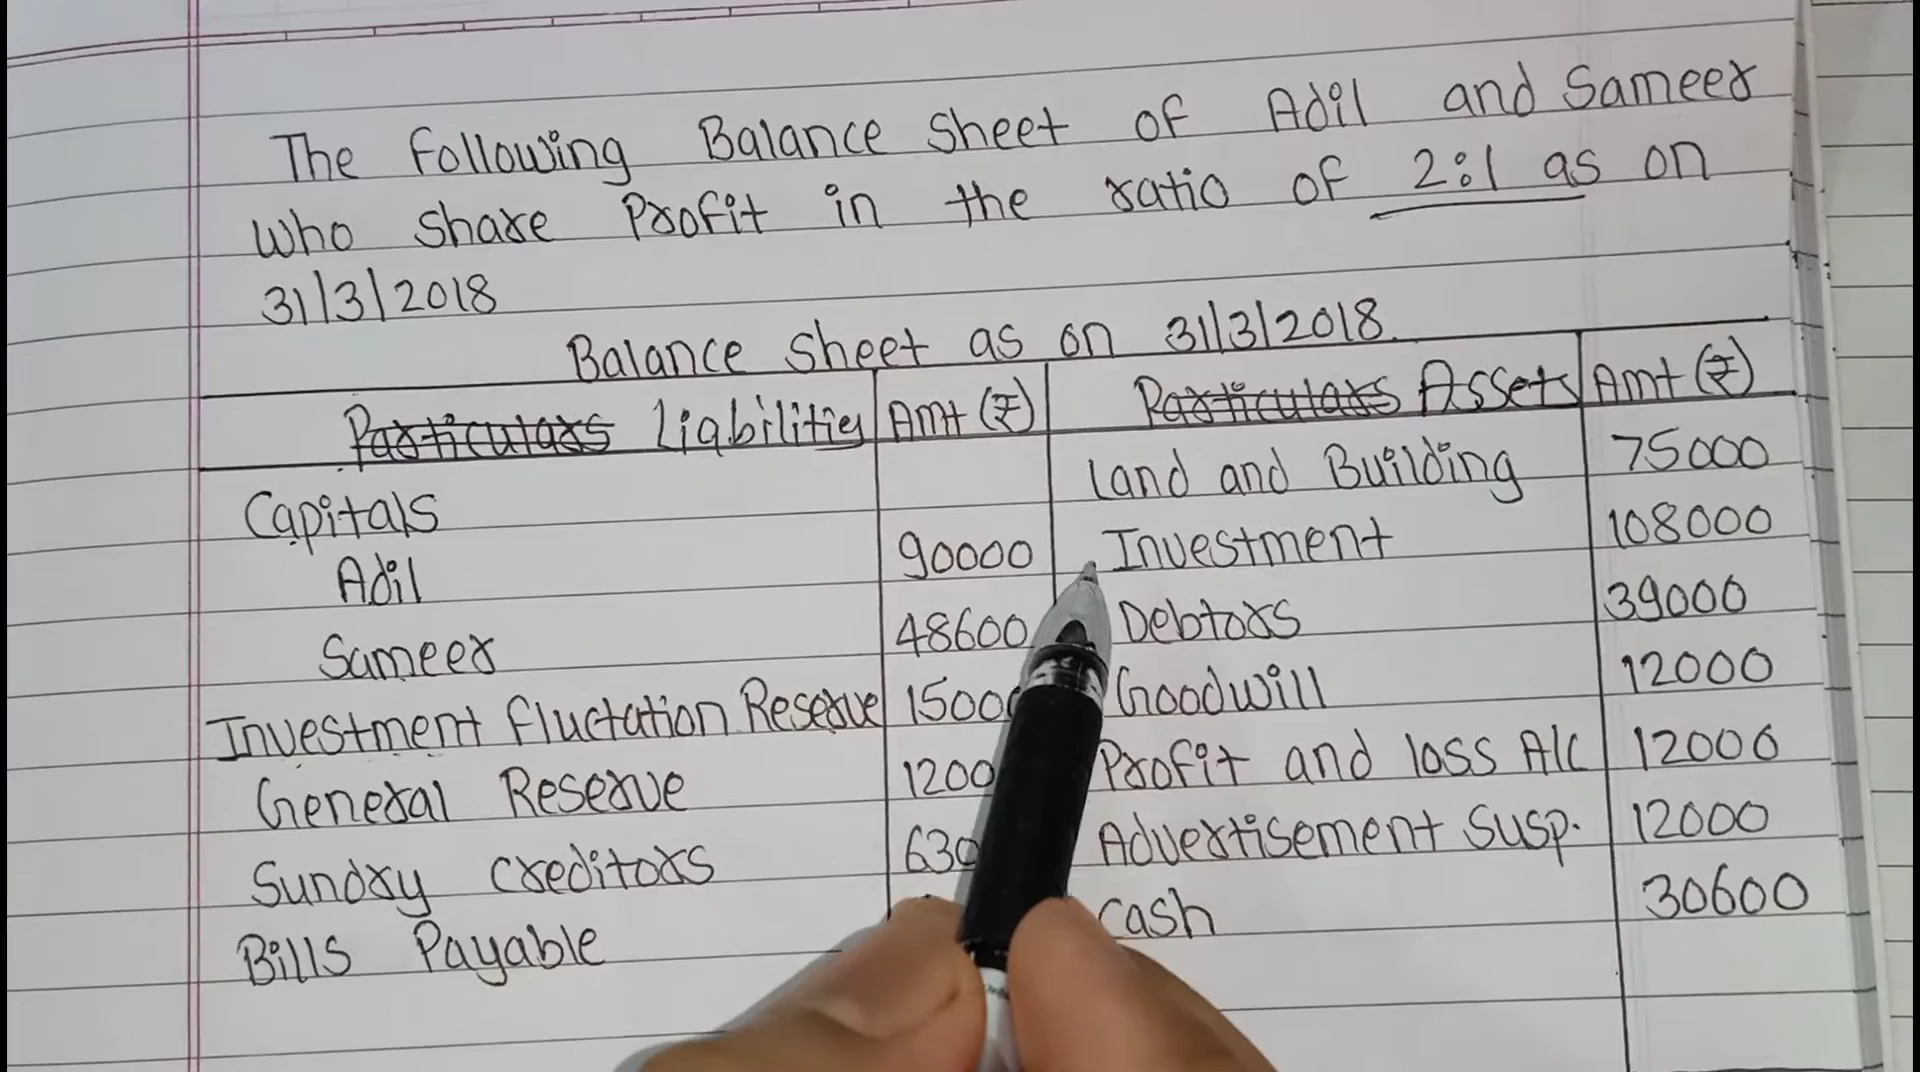 The Following Balance Sheet of Adil and Sameer
Who Share Profit in the ratio of 2:1 as on
31/3/2018
Balance Sheet as on 31/3/2018.
Particulars Liabilities Amt (₹) Particulars Assets Amt (₹)
Capitals Land and Building 75000
Adil 90000 Investment 108000
Sameer 48600 Debtors 39000
Investment Fluctation Reserve Goodwill 12000
General Reserve Profit and loss A/C 12000
Sundry Creditors Advertisement Susp. 12000
Bills Payable Cash 30600